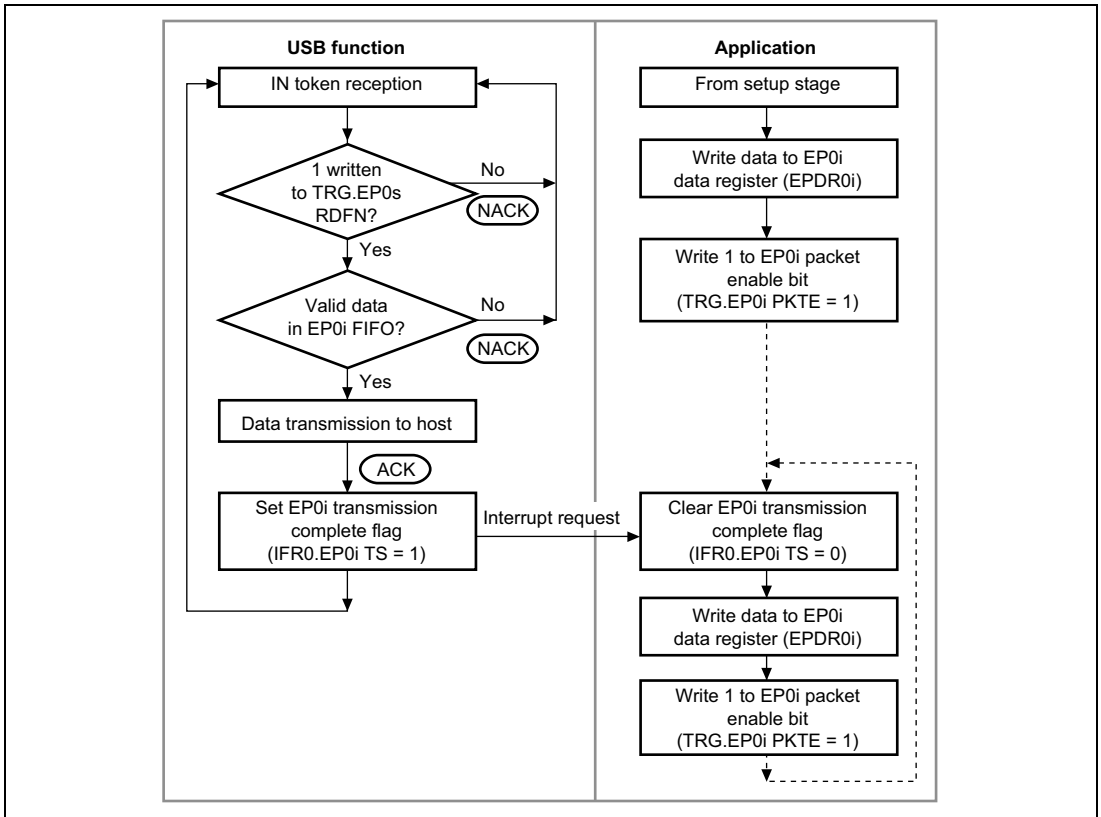 USB function
IN token reception
1 written
to TRG.EP0s
RDFN?
No
NACK
Yes
Valid data
in EP0i FIFO?
No
NACK
Yes
Data transmission to host
ACK
Set EP0i transmission
complete flag
(IFR0.EP0i TS = 1)
Interrupt request
Application
From setup stage
Write data to EP0i
data register (EPDR0i)
Write 1 to EP0i packet
enable bit
(TRG.EP0i PKTE = 1)
Clear EP0i transmission
complete flag
(IFR0.EP0i TS = 0)
Write data to EP0i
data register (EPDR0i)
Write 1 to EP0i packet
enable bit
(TRG.EP0i PKTE = 1)